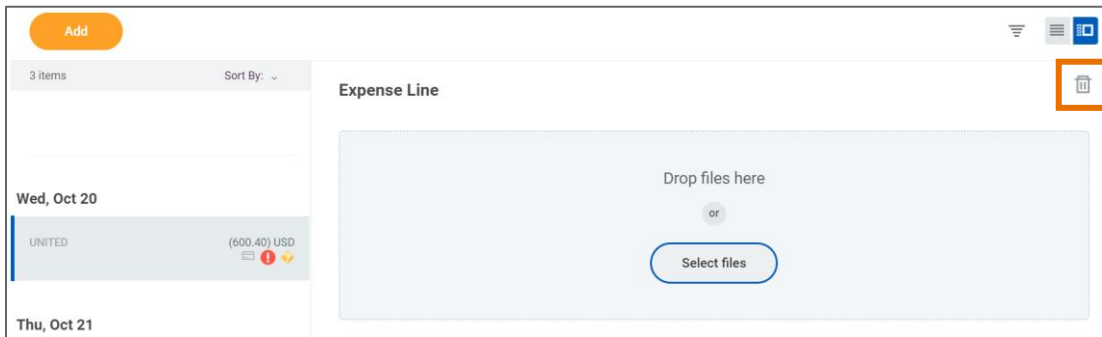 Add
3 items Sort By:
Expense Line
Drop files here
or
Select files
Wed, Oct 20
UNITED (600.40) USD
Thu, Oct 21